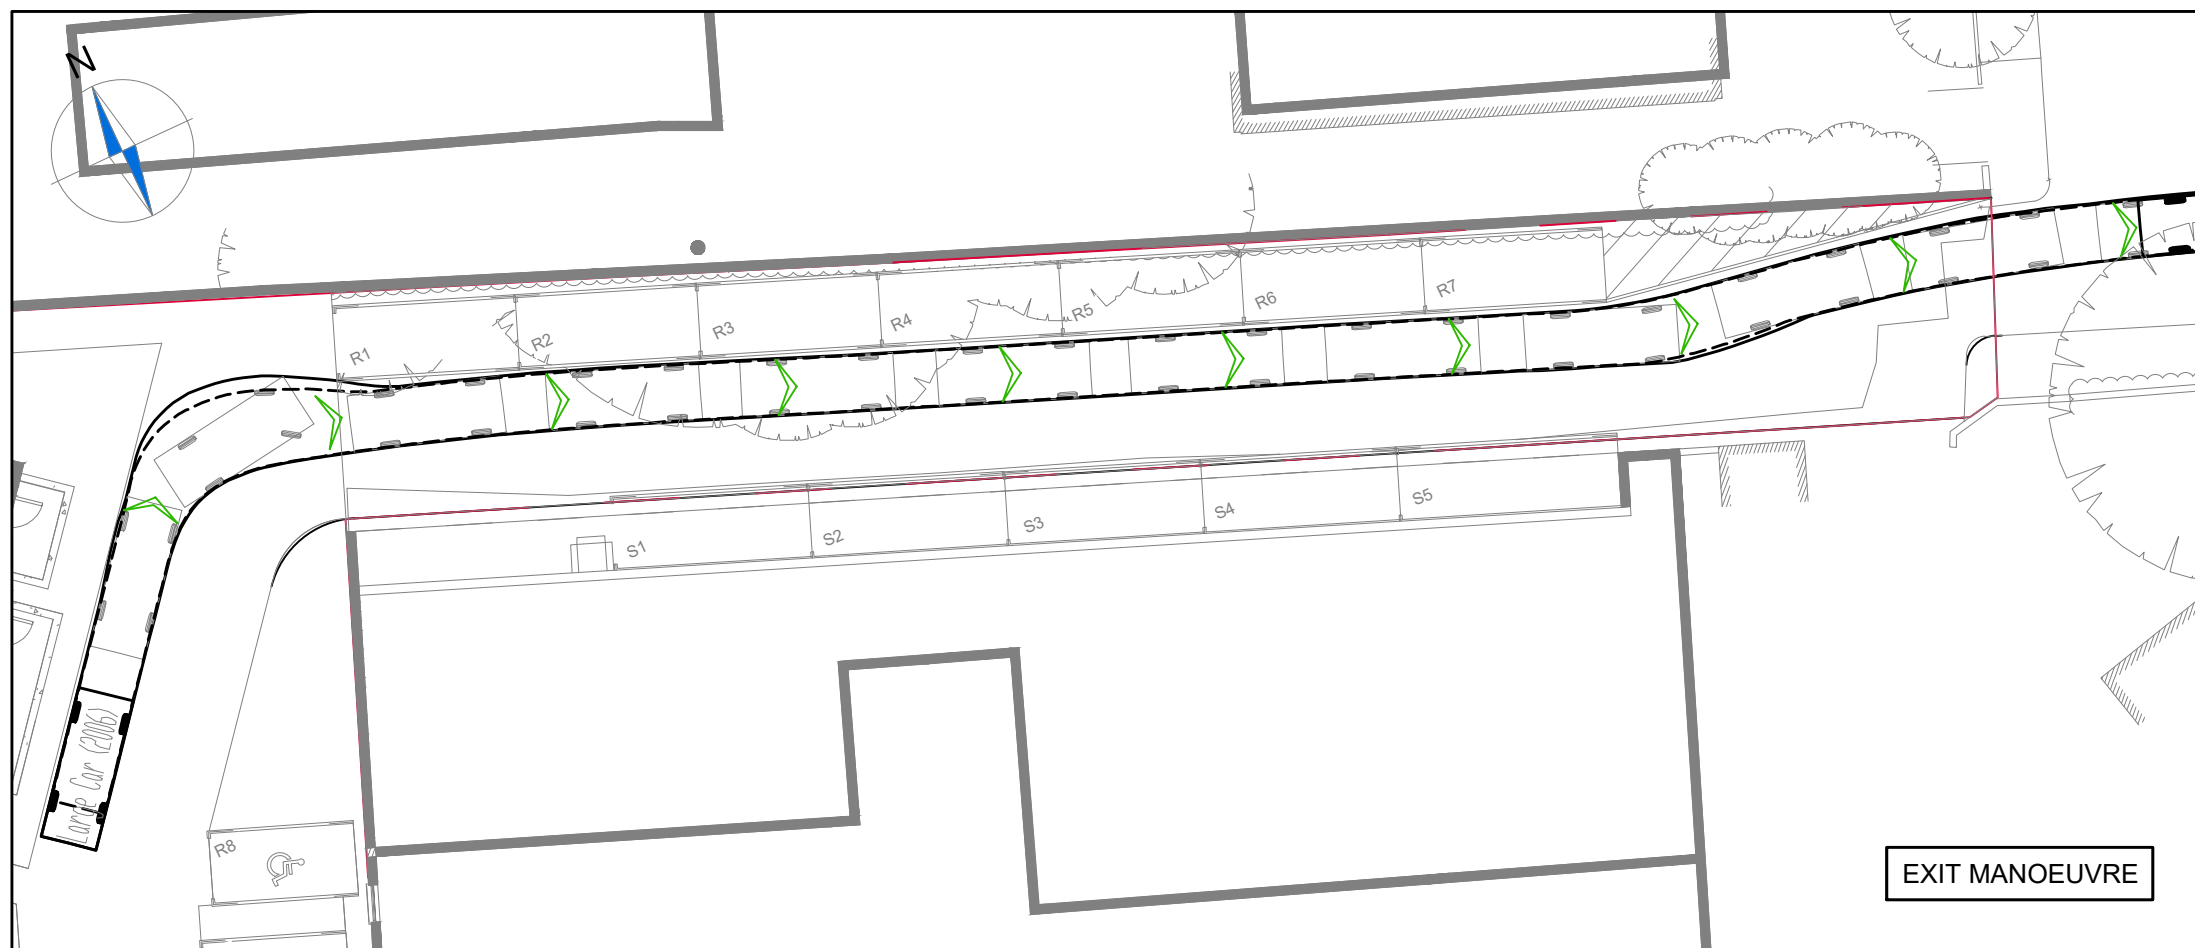 N
R1
R2
R3
R4
R5
R6
R7
S1
S2
S3
S4
S5
Large Car (2006)
R8
EXIT MANOEUVRE